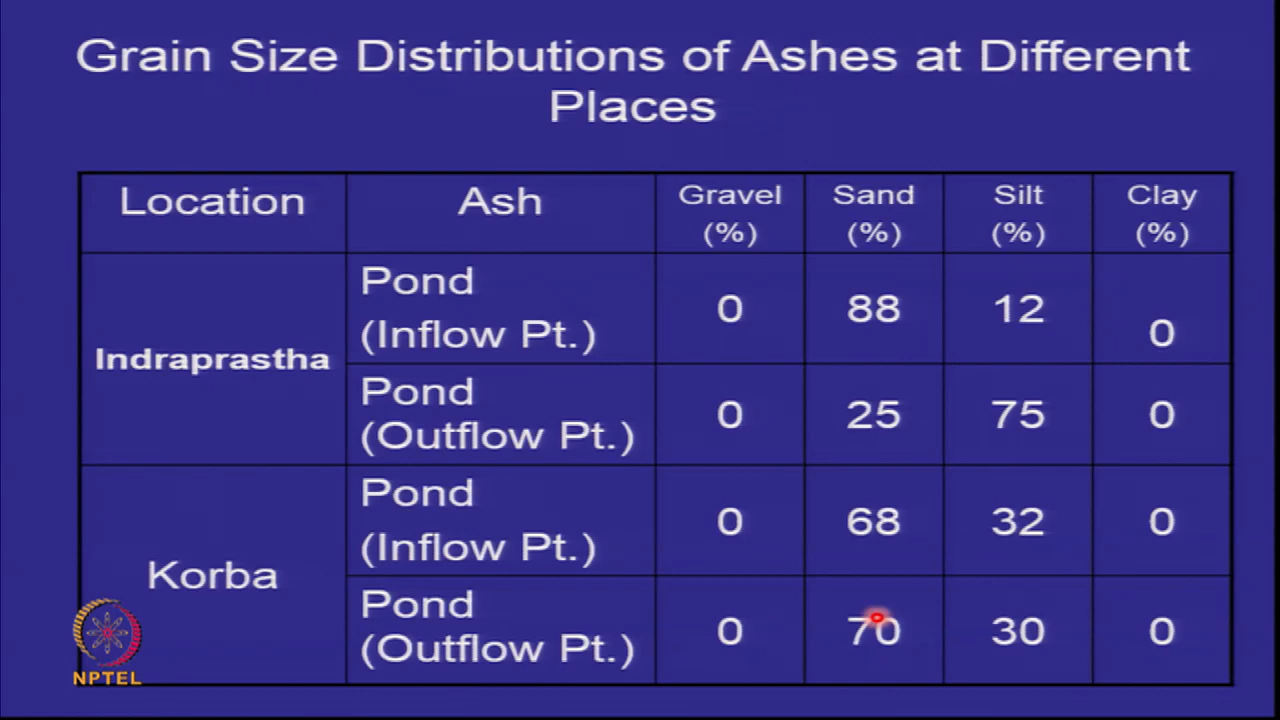 Grain Size Distributions of Ashes at Different
Places
Location Ash Gravel (%) Sand (%) Silt (%) Clay (%)
Indraprastha
Pond
(Inflow Pt.) 0 88 12 0
Pond
(Outflow Pt.) 0 25 75 0
Korba
Pond
(Inflow Pt.) 0 68 32 0
Pond
(Outflow Pt.) 0 70 30 0
NPTEL